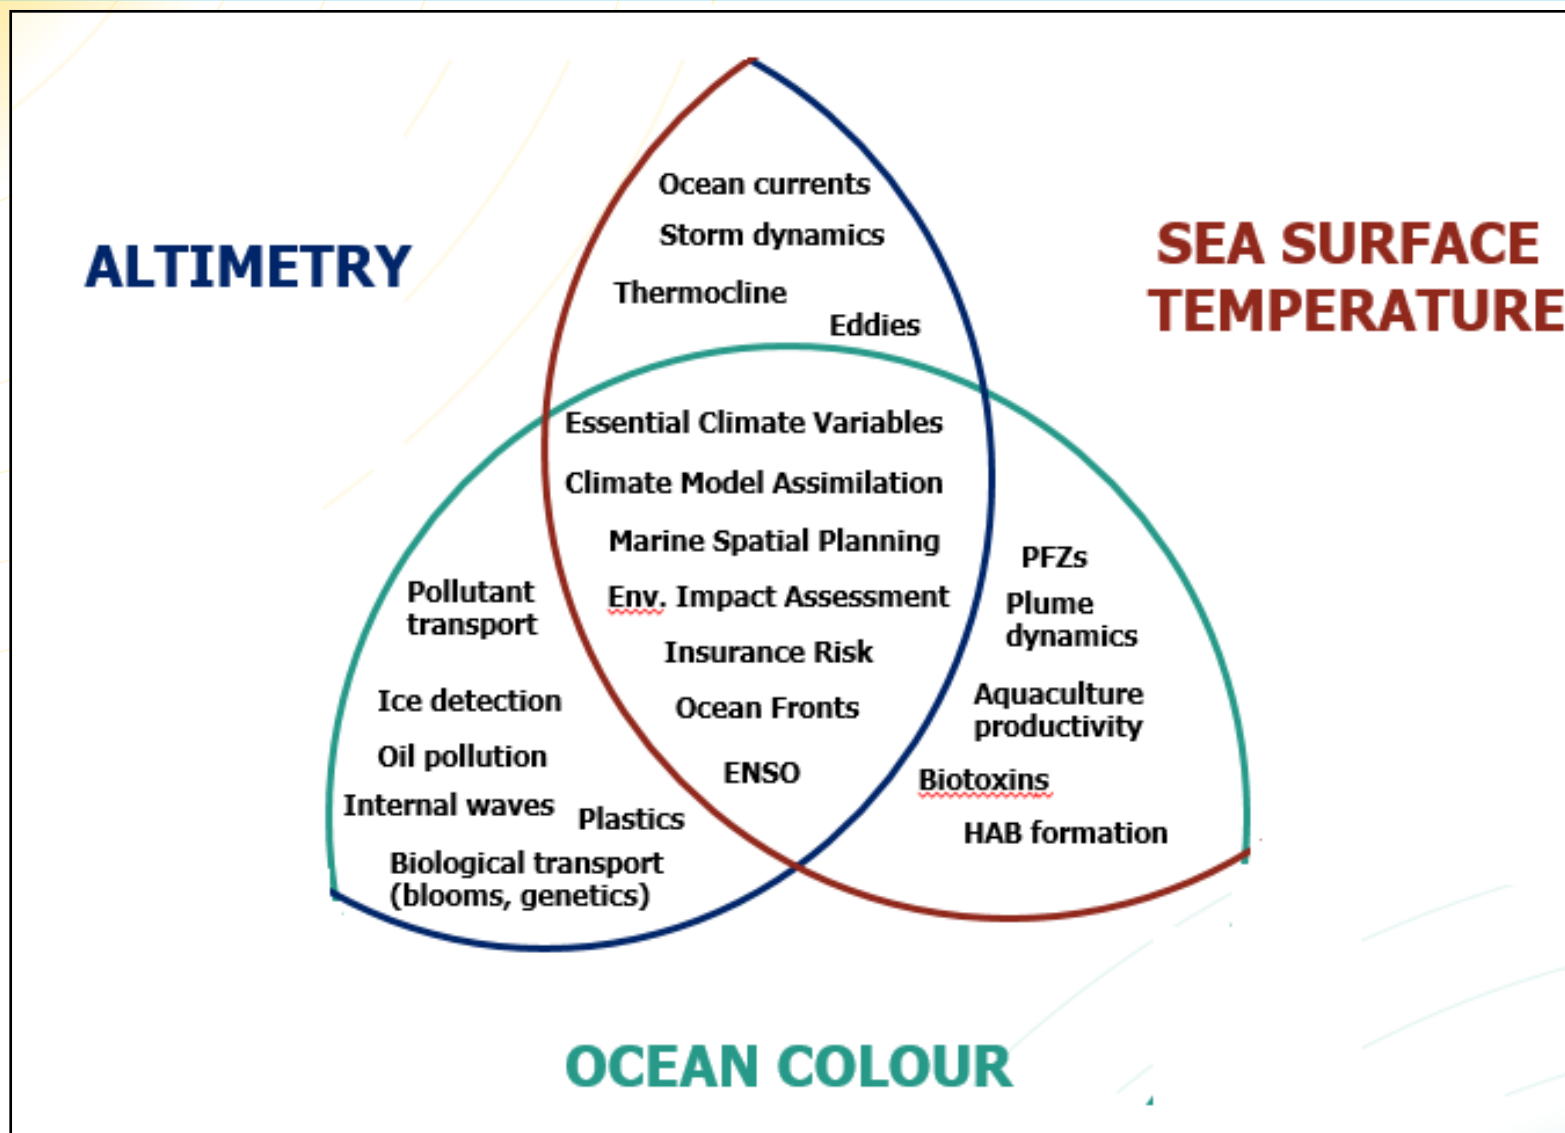 ALTIMETRY
SEA SURFACE
TEMPERATURE
Ocean currents
Storm dynamics
Thermocline
Eddies
Essential Climate Variables
Climate Model Assimilation
Marine Spatial Planning
Env. Impact Assessment
Insurance Risk
Ocean Fronts
ENSO
Pollutant
transport
Ice detection
Oil pollution
Internal waves
Plastics
Biological transport
(blooms, genetics)
PFZs
Plume
dynamics
Aquaculture
productivity
Biotoxins
HAB formation
OCEAN COLOUR